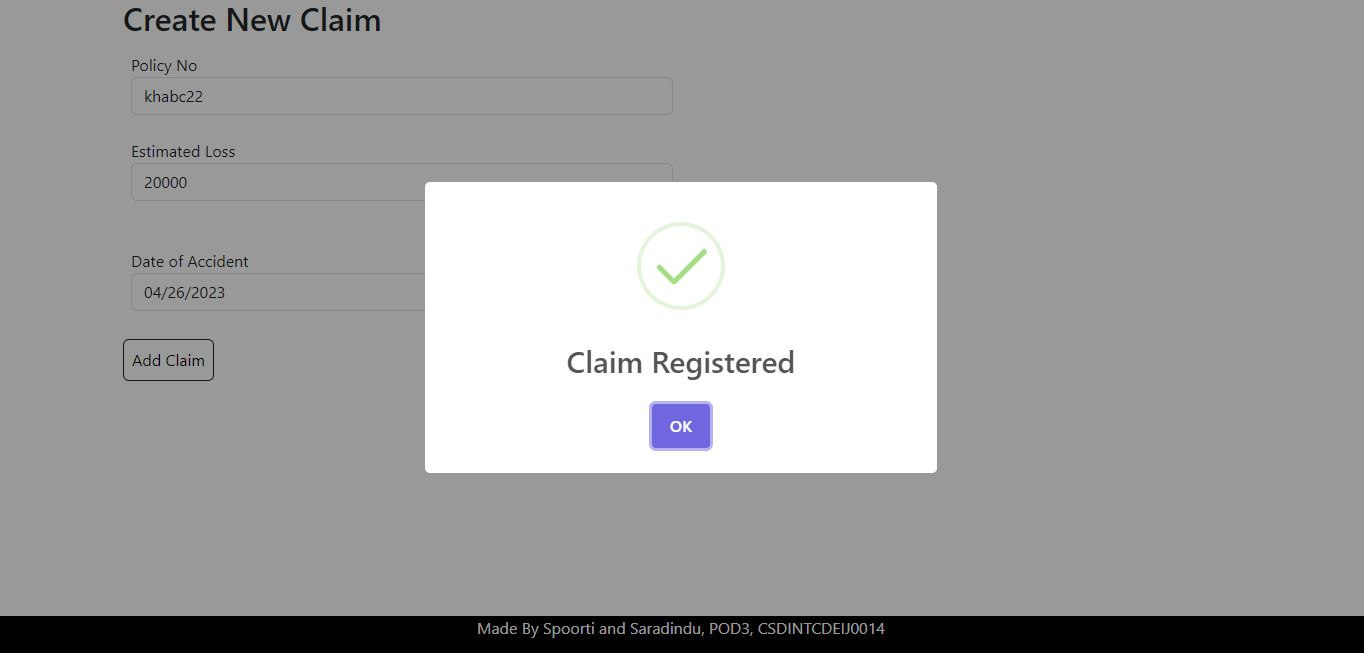 Create New Claim
Policy No
khabc22
Estimated Loss
20000
Date of Accident
04/26/2023
Add Claim
Claim Registered
OK
Made By Spoorti and Saradindu, POD3, CSDINTCDEIJ0014